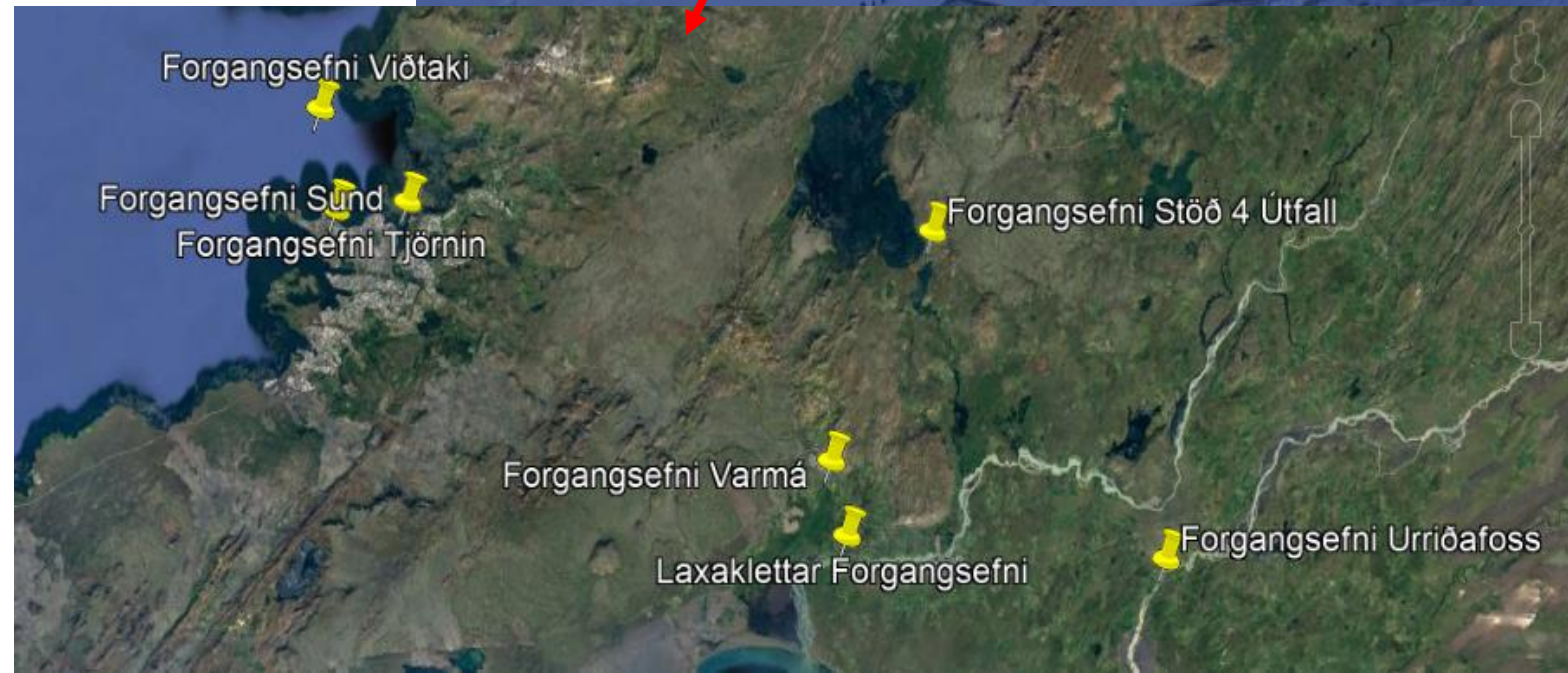 Forgangsefni Viðtaki
Forgangsefni Sund
Forgangsefni Tjörnin
Forgangsefni Stöð 4 Útfall
Forgangsefni Varmá
Forgangsefni Urriðafoss
Laxaklettar Forgangsefni